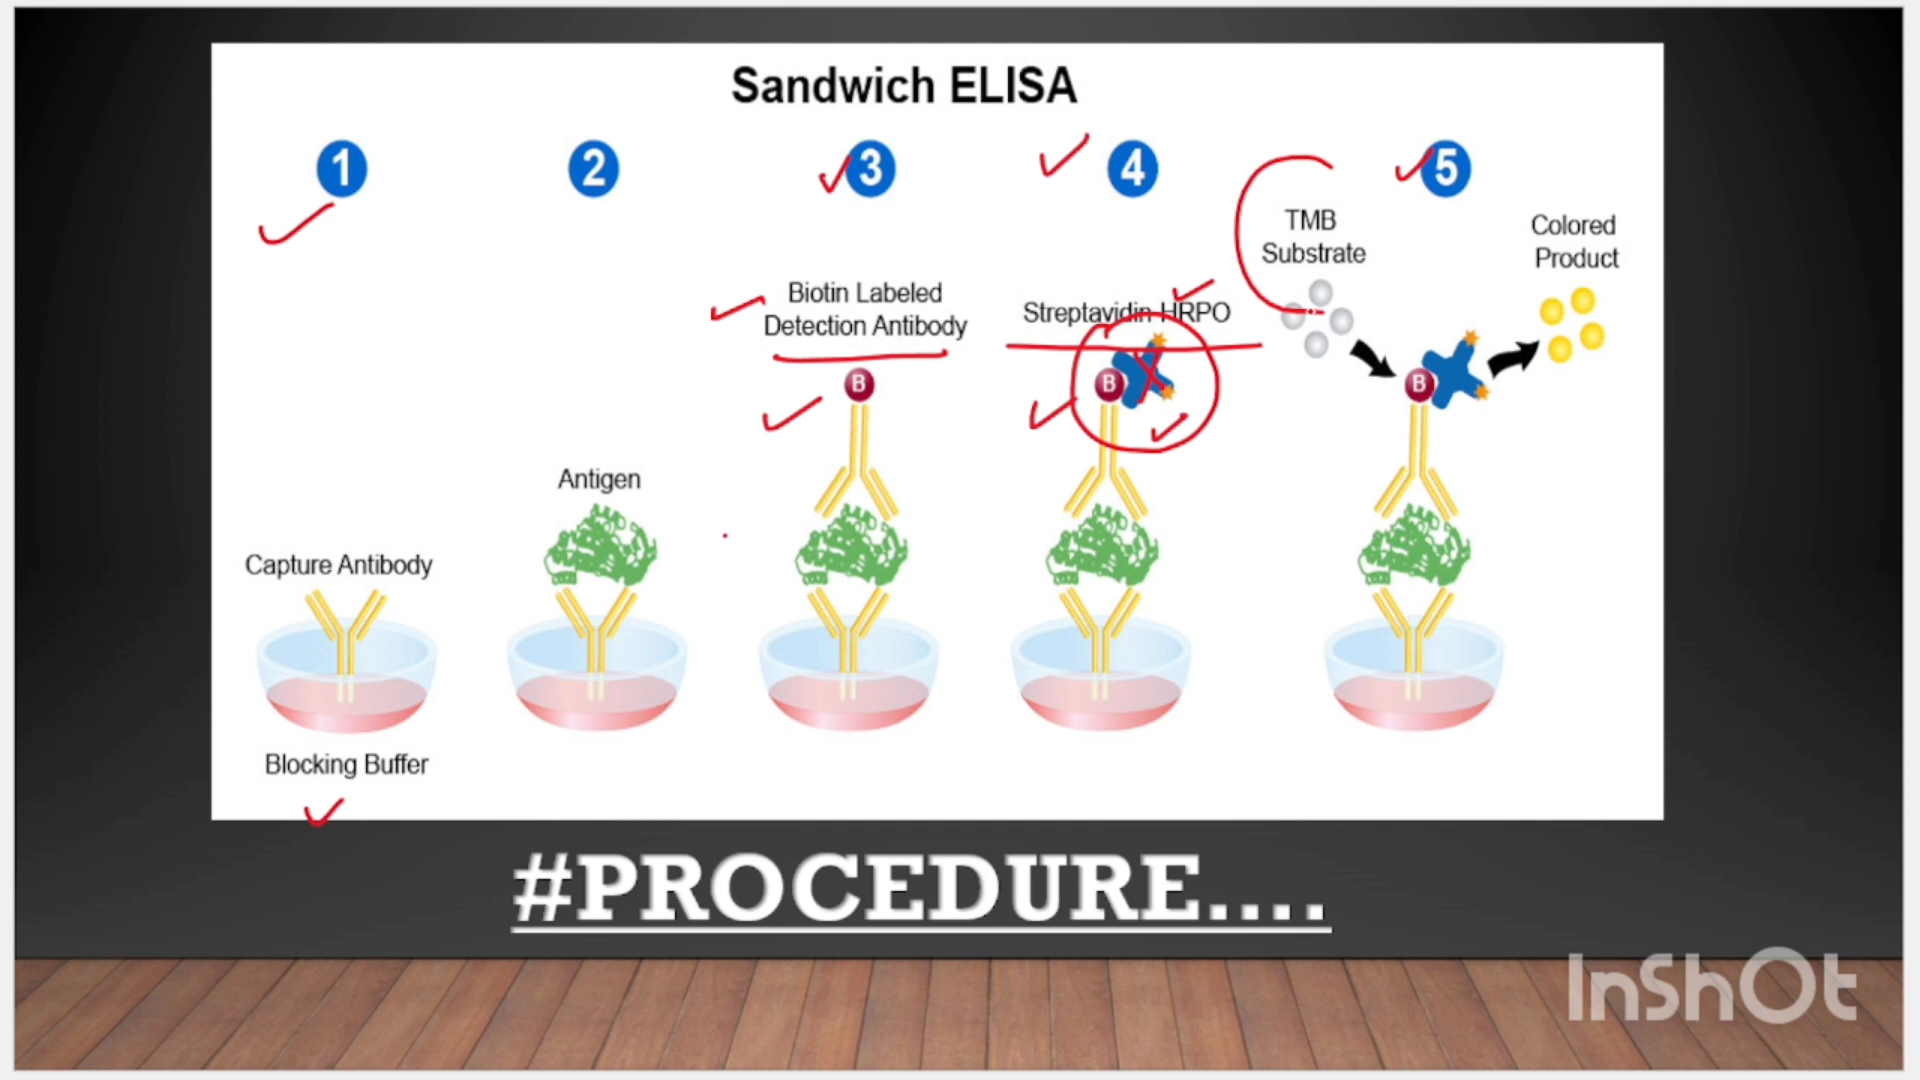 Sandwich ELISA
1
2
3
4
5
TMB
Substrate
Colored
Product
Biotin Labeled
Detection Antibody
Streptavidin-HRPO
B
B
B
Antigen
Capture Antibody
Blocking Buffer
#PROCEDURE....
InShOt